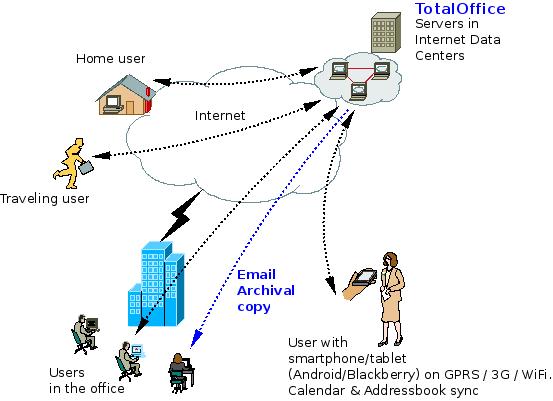 TotalOffice
Servers in
Internet Data
Centers
Home user
Internet
Traveling user
Email
Archival
copy
Users
in the office
User with
smartphone/tablet
(Android/Blackberry) on GPRS / 3G / WiFi.
Calendar & Addressbook sync